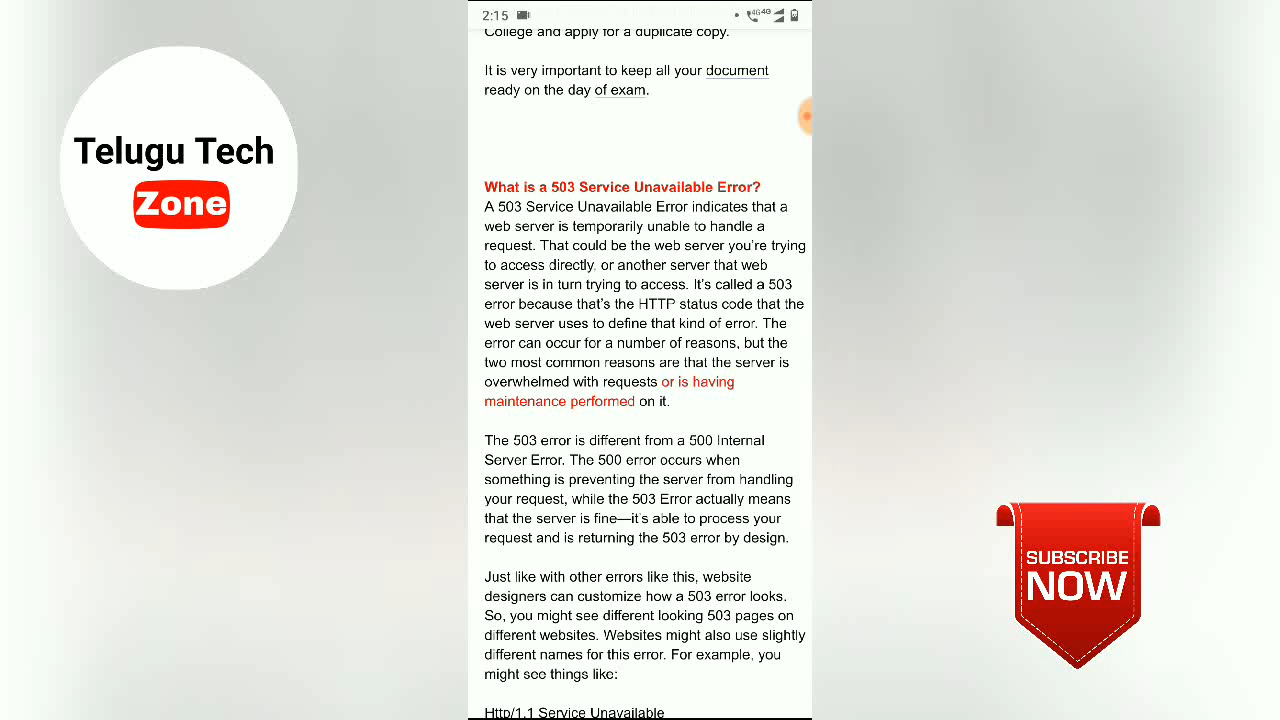 Telugu Tech
Zone
2:15
4G 4G
College and apply for a duplicate copy.
It is very important to keep all your document
ready on the day of exam.
What is a 503 Service Unavailable Error?
A 503 Service Unavailable Error indicates that a
web server is temporarily unable to handle a
request. That could be the web server you’re trying
to access directly, or another server that web
server is in turn trying to access. It’s called a 503
error because that’s the HTTP status code that the
web server uses to define that kind of error. The
error can occur for a number of reasons, but the
two most common reasons are that the server is
overwhelmed with requests or is having
maintenance performed on it.
The 503 error is different from a 500 Internal
Server Error. The 500 error occurs when
something is preventing the server from handling
your request, while the 503 Error actually means
that the server is fine—it’s able to process your
request and is returning the 503 error by design.
Just like with other errors like this, website
designers can customize how a 503 error looks.
So, you might see different looking 503 pages on
different websites. Websites might also use slightly
different names for this error. For example, you
might see things like:
Http/1.1 Service Unavailable
SUBSCRIBE
NOW